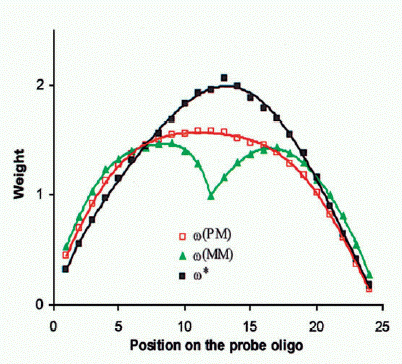 2
Weight
1
ω(PM)
ω(MM)
ω*
0
0 5 10 15 20 25
Position on the probe oligo